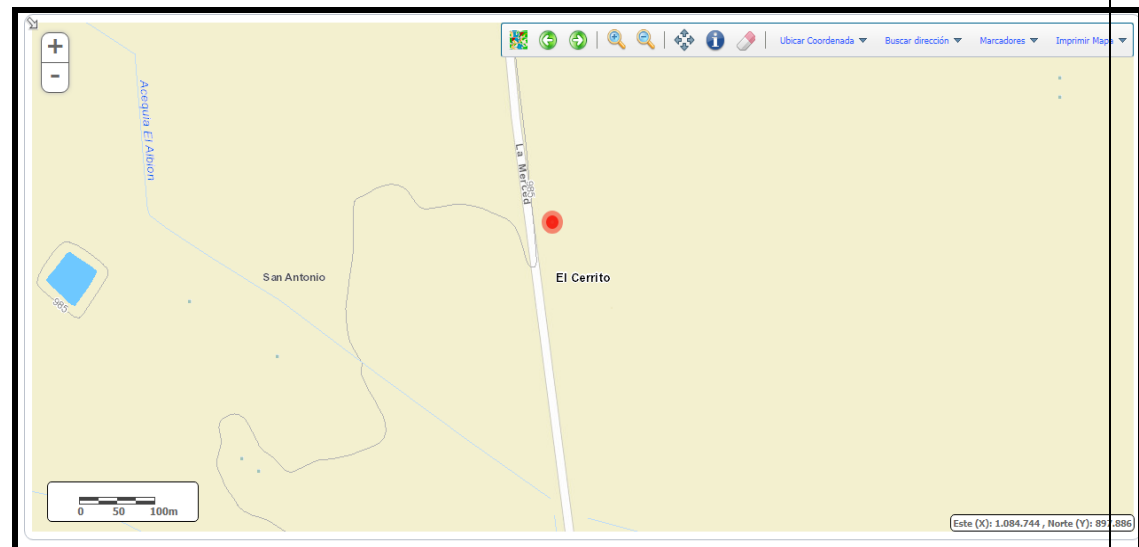 +
-
Ubicar Coordenada
Buscar dirección
Marcadores
Imprimir Mapa
Acequia El Albion
La Merced
985
San Antonio
El Cerrito
985
0 50 100m
Este (X): 1.084.744 , Norte (Y): 897.886